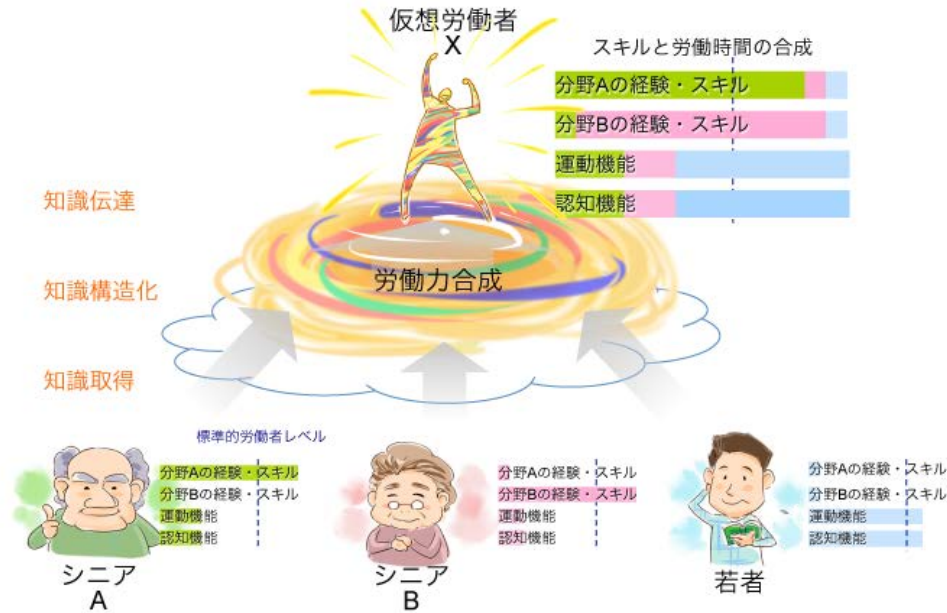 仮想労働者
X
スキルと労働時間の合成
分野Aの経験・スキル
分野Bの経験・スキル
運動機能
認知機能
知識伝達
労働力合成
知識構造化
知識取得
標準的労働者レベル
分野Aの経験・スキル
分野Bの経験・スキル
運動機能
認知機能
シニア
A
分野Aの経験・スキル
分野Bの経験・スキル
運動機能
認知機能
シニア
B
分野Aの経験・スキル
分野Bの経験・スキル
運動機能
認知機能
若者